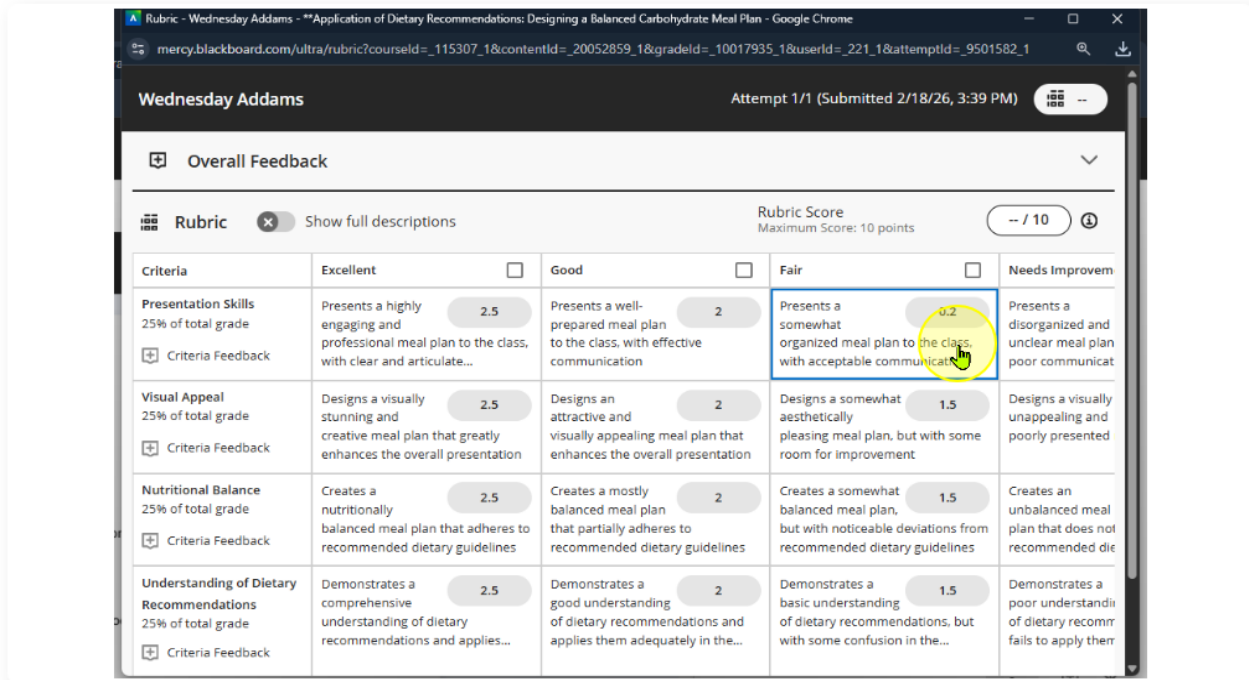 Rubric - Wednesday Addams - **Application of Dietary Recommendations: Designing a Balanced Carbohydrate Meal Plan - Google Chrome
mercy.blackboard.com/ultra/rubric?courseId=_115307_1&contentId=_20052859_1&gradeId=_10017935_1&userId=_221_1&attemptId=_9501582_1
Wednesday Addams
Attempt 1/1 (Submitted 2/18/26, 3:39 PM)
--
Overall Feedback
Rubric
Show full descriptions
Rubric Score
Maximum Score: 10 points
-- / 10
Criteria
Excellent
Good
Fair
Needs Improvem
Presentation Skills
25% of total grade
Criteria Feedback
Presents a highly
engaging and
professional meal plan to the class,
with clear and articulate...
2.5
Presents a well-
prepared meal plan
to the class, with effective
communication
2
Presents a
somewhat
organized meal plan to the class,
with acceptable
0.2
Presents a
disorganized and
unclear meal plan
poor communicat
Visual Appeal
25% of total grade
Criteria Feedback
Designs a visually
stunning and
creative meal plan that greatly
enhances the overall presentation
2.5
Designs an
attractive and
visually appealing meal plan that
enhances the overall presentation
2
Designs a somewhat
aesthetically
pleasing meal plan, but with some
room for improvement
1.5
Designs a visually
unappealing and
poorly presented
Nutritional Balance
25% of total grade
Criteria Feedback
Creates a
nutritionally
balanced meal plan that adheres to
recommended dietary guidelines
2.5
Creates a mostly
balanced meal plan
that partially adheres to
recommended dietary guidelines
2
Creates a somewhat
balanced meal plan,
but with noticeable deviations from
recommended dietary guidelines
1.5
Creates an
unbalanced meal
plan that does not
recommended die
Understanding of Dietary
Recommendations
25% of total grade
Criteria Feedback
Demonstrates a
comprehensive
understanding of dietary
recommendations and applies...
2.5
Demonstrates a
good understanding
of dietary recommendations and
applies them adequately in the...
2
Demonstrates a
basic understanding
of dietary recommendations, but
with some confusion in the...
1.5
Demonstrates a
poor understandin
of dietary recomm
fails to apply them